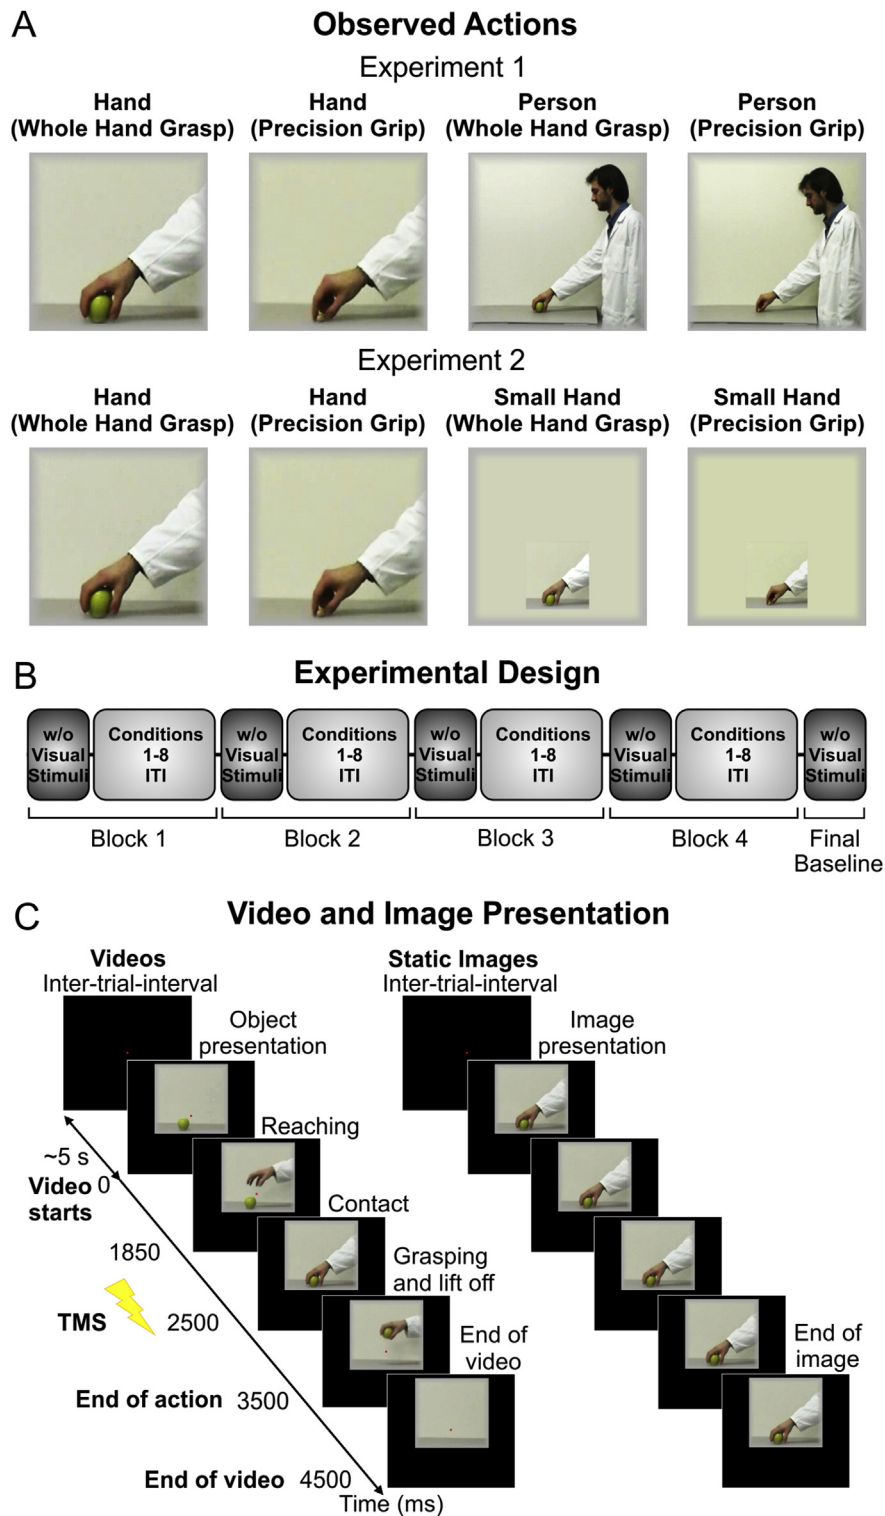 A
Observed Actions
Experiment 1
Hand
(Whole Hand Grasp)
Hand
(Precision Grip)
Person
(Whole Hand Grasp)
Person
(Precision Grip)
Experiment 2
Hand
(Whole Hand Grasp)
Hand
(Precision Grip)
Small Hand
(Whole Hand Grasp)
Small Hand
(Precision Grip)
B
Experimental Design
w/o
Visual
Stimuli
Conditions
1-8
ITI
w/o
Visual
Stimuli
Conditions
1-8
ITI
w/o
Visual
Stimuli
Conditions
1-8
ITI
w/o
Visual
Stimuli
Conditions
1-8
ITI
w/o
Visual
Stimuli
Block 1
Block 2
Block 3
Block 4
Final
Baseline
C
Video and Image Presentation
Videos
Inter-trial-interval
Object
presentation
Reaching
Contact
Grasping
and lift off
End of
video
~5 s
Video
starts
0
1850
TMS
2500
End of action 3500
End of video 4500
Time (ms)
Static Images
Inter-trial-interval
Image
presentation
End of
image